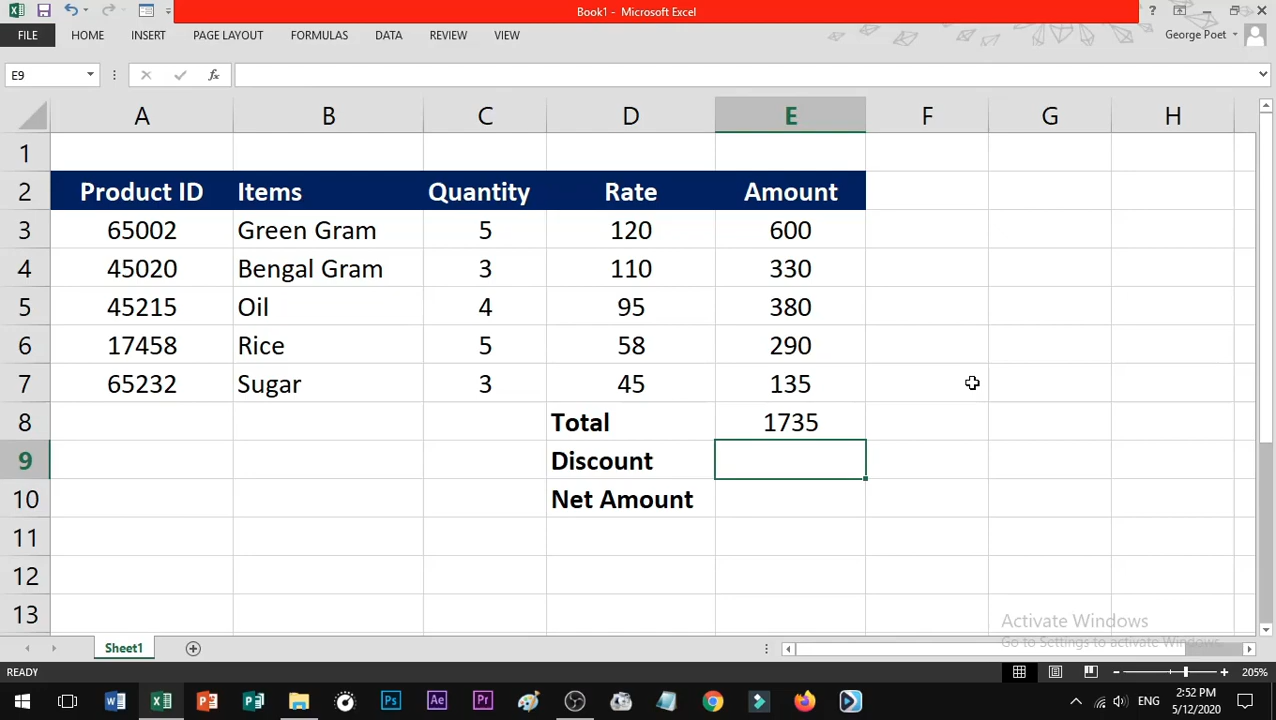 Book1 - Microsoft Excel
?
FILE HOME INSERT PAGE LAYOUT FORMULAS DATA REVIEW VIEW George Poet
E9 fx
A B C D E F G H
1
2 Product ID Items Quantity Rate Amount
3 65002 Green Gram 5 120 600
4 45020 Bengal Gram 3 110 330
5 45215 Oil 4 95 380
6 17458 Rice 5 58 290
7 65232 Sugar 3 45 135
8 Total 1735
9 Discount
10 Net Amount
11
12
13
Activate Windows
Go to Settings to activate Windows.
Sheet1
READY 205%
Ps Ae Pr ENG 2:52 PM
5/12/2020